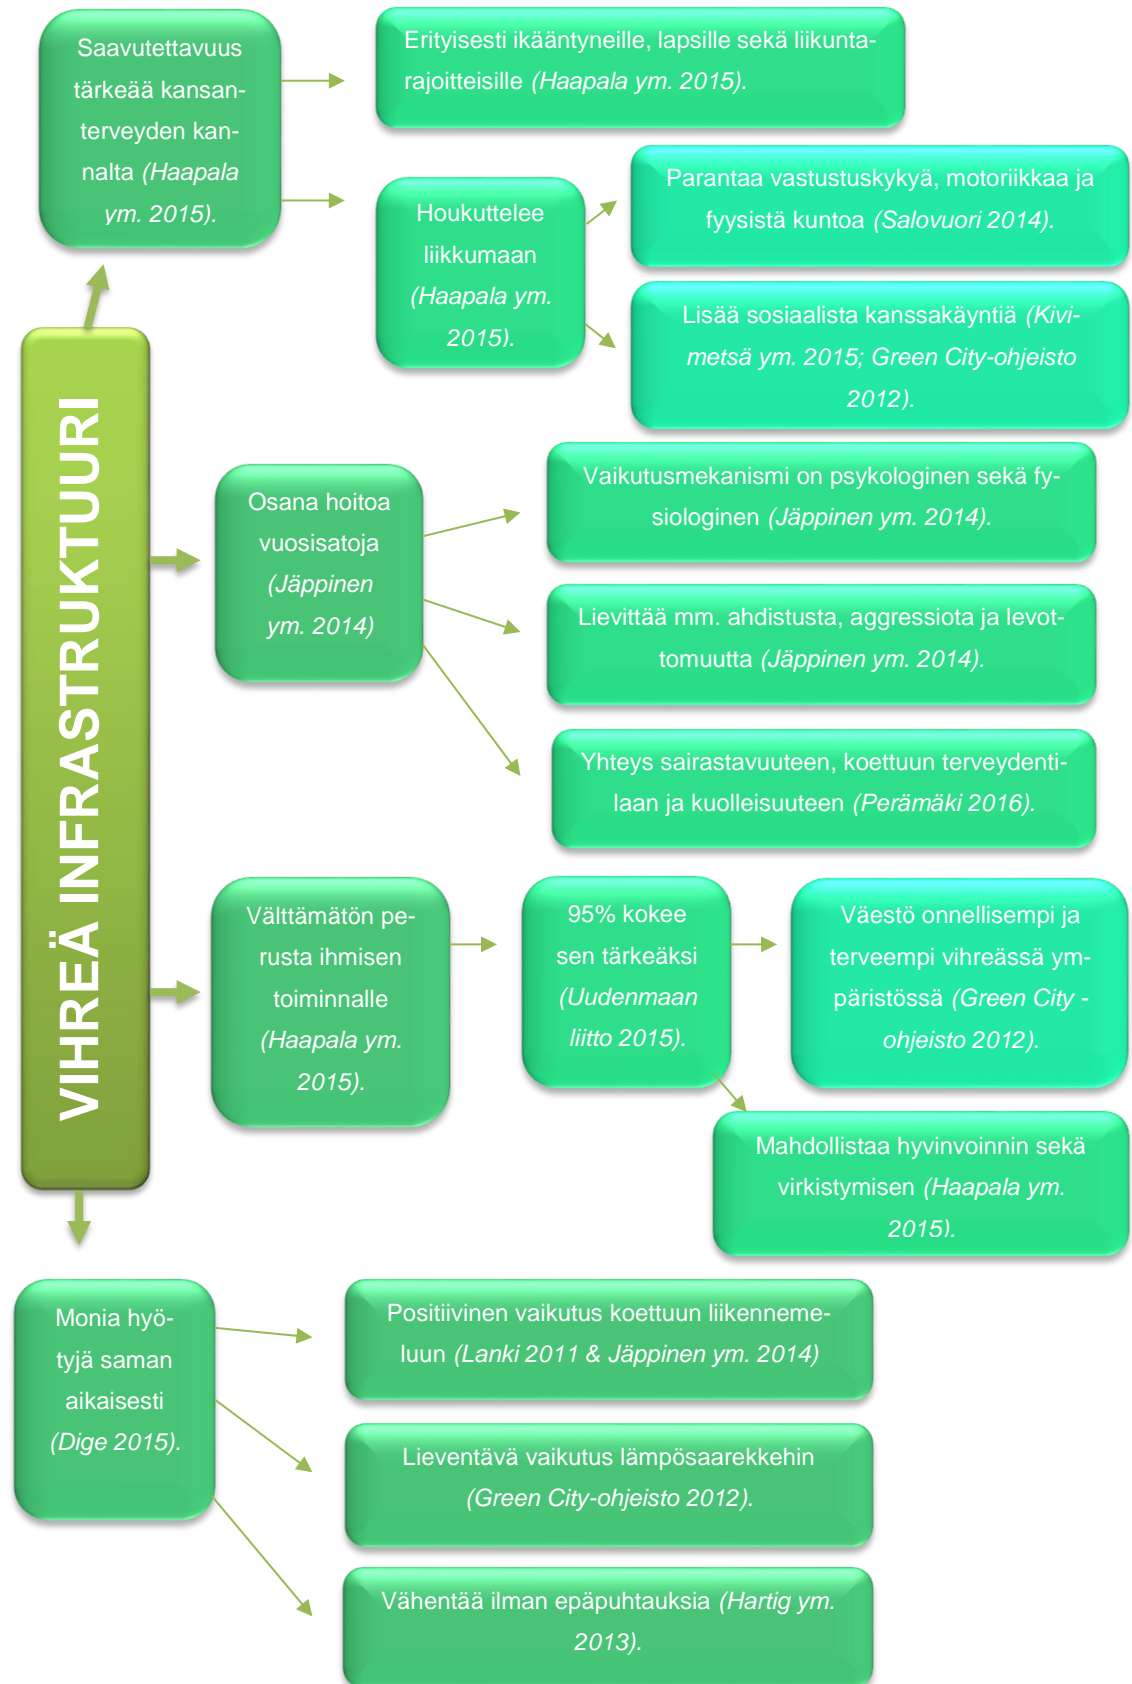 Saavutettavuus
tärkeää kansan-
terveyden kan-
nalta (Haapala
ym. 2015).
Erityisesti ikääntyneille, lapsille sekä liikunta-
rajoitteisille (Haapala ym. 2015).
Houkuttelee
liikkumaan
(Haapala ym.
2015).
Parantaa vastustuskykyä, motoriikkaa ja
fyysistä kuntoa (Salovuori 2014).
Lisää sosiaalista kanssakäyntiä (Kivi-
metsä ym. 2015; Green City-ohjeisto
2012).
VIHREÄ INFRASTRUKTUURI
Osana hoitoa
vuosisatoja
(Jäppinen
ym. 2014)
Vaikutusmekanismi on psykologinen sekä fy-
siologinen (Jäppinen ym. 2014).
Lievittää mm. ahdistusta, aggressiota ja levot-
tomuutta (Jäppinen ym. 2014).
Yhteys sairastavuuteen, koettuun terveydenti-
laan ja kuolleisuuteen (Perämäki 2016).
Välttämätön pe-
rusta ihmisen
toiminnalle
(Haapala ym.
2015).
95% kokee
sen tärkeäksi
(Uudenmaan
liitto 2015).
Väestö onnellisempi ja
terveempi vihreässä ym-
päristössä (Green City -
ohjeisto 2012).
Mahdollistaa hyvinvoinnin sekä
virkistymisen (Haapala ym.
2015).
Monia hyö-
tyjä saman
aikaisesti
(Dige 2015).
Positiivinen vaikutus koettuun liikenneme-
luun (Lanki 2011 & Jäppinen ym. 2014)
Lieventävä vaikutus lämpösaarekkehin
(Green City-ohjeisto 2012).
Vähentää ilman epäpuhtauksia (Hartig ym.
2013).